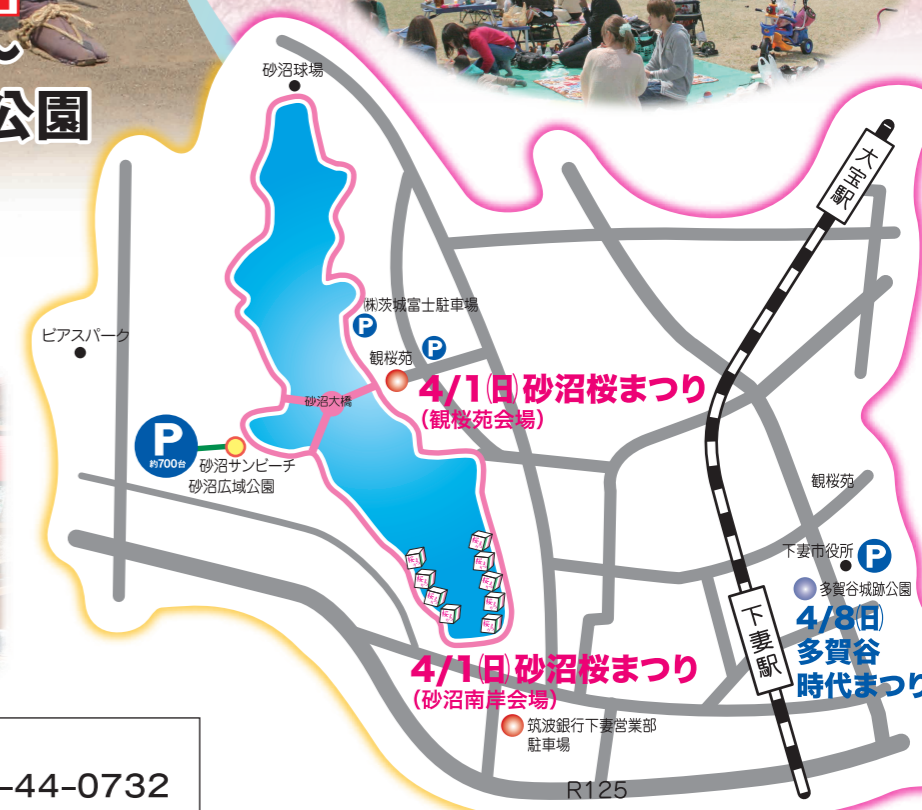 公園
砂沼球場
大宝駅
㈱茨城富士駐車場
P
P
ビアスパーク
観桜苑
4/1(日)砂沼桜まつり
(観桜苑会場)
砂沼大橋
P
約700台
砂沼サンビーチ
砂沼広域公園
観桜苑
下妻市役所
P
多賀谷城跡公園
4/8(日)
多賀谷
時代まつり
下妻駅
4/1(日)砂沼桜まつり
(砂沼南岸会場)
筑波銀行下妻営業部
駐車場
R125
-44-0732